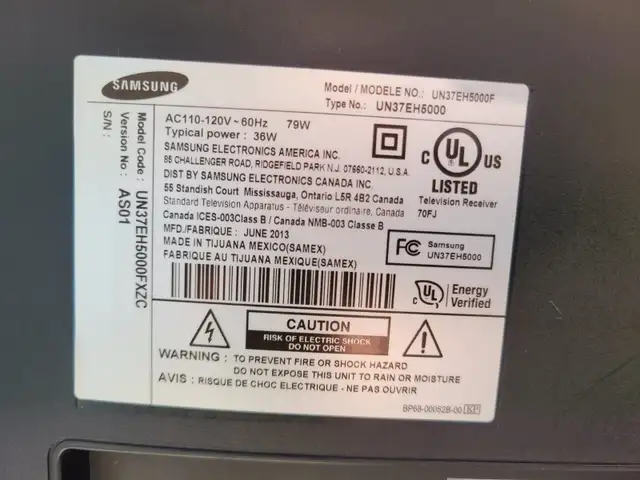 SAMSUNG
Model / MODELE NO.: UN37EH5000F
Type No.: UN37EH5000
AC110-120V ~ 60Hz 79W
Typical power : 36W
SAMSUNG ELECTRONICS AMERICA INC.
85 CHALLENGER ROAD, RIDGEFIELD PARK N.J. 07660-2112, U.S.A.
DIST BY SAMSUNG ELECTRONICS CANADA INC.
55 Standish Court Mississauga, Ontario L5R 4B2 Canada
Standard Television Apparatus - Téléviseur ordinaire, Canada
Canada ICES-003Class B / Canada NMB-003 Classe B
MFD./FABRIQUE : JUNE 2013
MADE IN TIJUANA MEXICO(SAMEX)
FABRIQUE AU TIJUANA MEXIQUE(SAMEX)
C UL US
LISTED
Television Receiver
70FJ
FC Samsung
UN37EH5000
C UL Energy
Verified
Model Code : UN37EH5000FXZC
Version No : AS01
S/N :
CAUTION
RISK OF ELECTRIC SHOCK
DO NOT OPEN
WARNING : TO PREVENT FIRE OR SHOCK HAZARD
DO NOT EXPOSE THIS UNIT TO RAIN OR MOISTURE
AVIS : RISQUE DE CHOC ELECTRIQUE - NE PAS OUVRIR
BP68-00052B-00 KP